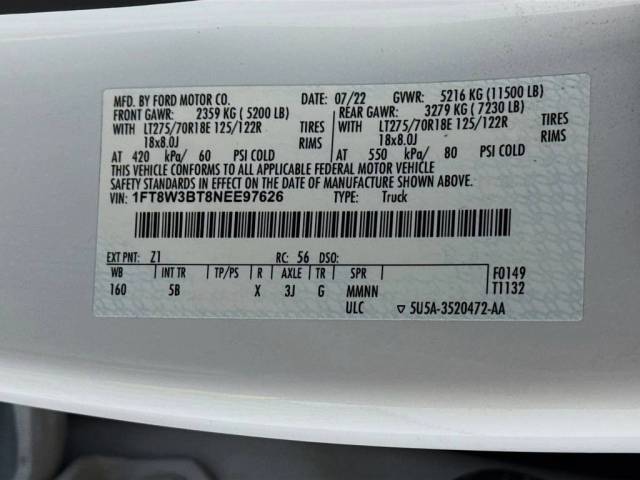 MFD. BY FORD MOTOR CO. DATE: 07/22 GVWR: 5216 KG (11500 LB)
FRONT GAWR: 2359 KG ( 5200 LB) REAR GAWR: 3279 KG ( 7230 LB)
WITH LT275/70R18E 125/122R TIRES WITH LT275/70R18E 125/122R TIRES
18x8.0J RIMS 18x8.0J RIMS
AT 420 kPa/ 60 PSI COLD AT 550 kPa/ 80 PSI COLD
THIS VEHICLE CONFORMS TO ALL APPLICABLE FEDERAL MOTOR VEHICLE
SAFETY STANDARDS IN EFFECT ON THE DATE OF MANUFACTURE SHOWN ABOVE.
VIN: 1FT8W3BT8NEE97626 TYPE: Truck
EXT PNT: Z1 RC: 56 DSO:
WB INT TR TP/PS R AXLE TR SPR F0149
160 5B X 3J G MMNN T1132
ULC ▽ 5U5A-3520472-AA